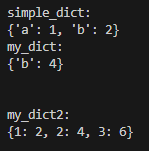 simple_dict:
{'a': 1, 'b': 2}
my_dict:
{'b': 4}
my_dict2:
{1: 2, 2: 4, 3: 6}